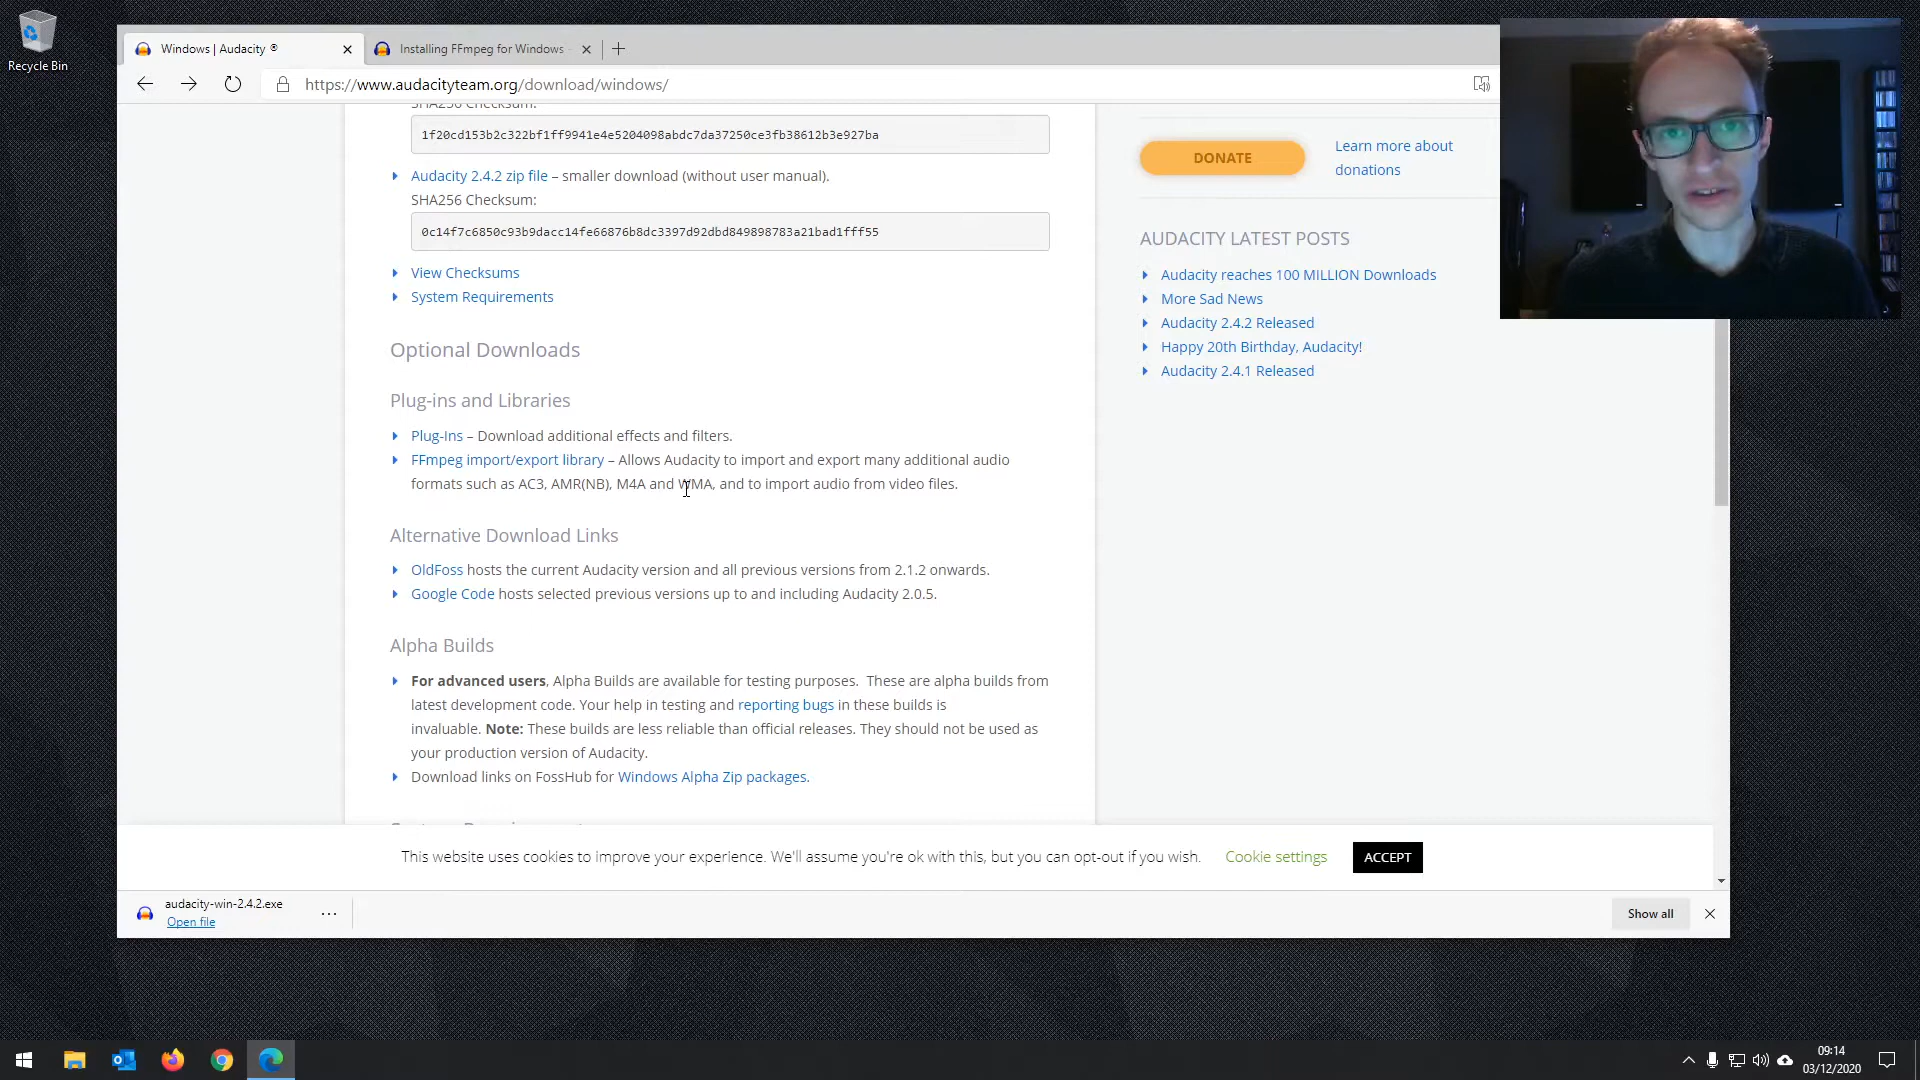 Recycle Bin
Windows | Audacity ®
Installing FFmpeg for Windows
https://www.audacityteam.org/download/windows/
SHA256 Checksum:
1f20cd153b2c322bf1ff9941e4e5204098abdc7da37250ce3fb38612b3e927ba
Audacity 2.4.2 zip file – smaller download (without user manual).
SHA256 Checksum:
0c14f7c6850c93b9dacc14fe66876b8dc3397d92dbd849898783a21bad1fff55
View Checksums
System Requirements
Optional Downloads
Plug-ins and Libraries
Plug-Ins – Download additional effects and filters.
FFmpeg import/export library – Allows Audacity to import and export many additional audio
formats such as AC3, AMR(NB), M4A and WMA, and to import audio from video files.
Alternative Download Links
OldFoss hosts the current Audacity version and all previous versions from 2.1.2 onwards.
Google Code hosts selected previous versions up to and including Audacity 2.0.5.
Alpha Builds
For advanced users, Alpha Builds are available for testing purposes. These are alpha builds from
latest development code. Your help in testing and reporting bugs in these builds is
invaluable. Note: These builds are less reliable than official releases. They should not be used as
your production version of Audacity.
Download links on FossHub for Windows Alpha Zip packages.
DONATE
Learn more about
donations
AUDACITY LATEST POSTS
Audacity reaches 100 MILLION Downloads
More Sad News
Audacity 2.4.2 Released
Happy 20th Birthday, Audacity!
Audacity 2.4.1 Released
This website uses cookies to improve your experience. We'll assume you're ok with this, but you can opt-out if you wish.
Cookie settings
ACCEPT
audacity-win-2.4.2.exe
Open file
Show all
09:14
03/12/2020